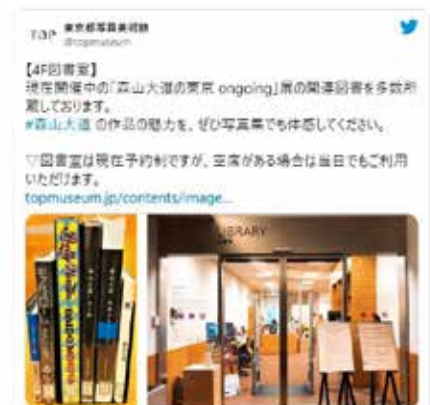 TOP 東京都写真美術館
@topmuseum
【4F図書室】
現在開催中の「森山大道の東京 ongoing」展の関連図書を多数所
蔵しております。
#森山大道 の作品の魅力を、ぜひ写真集でも体感してください。
▽図書室は現在予約制ですが、空席がある場合は当日でもご利用
いただけます。
topmuseum.jp/contents/image...
LIBRARY